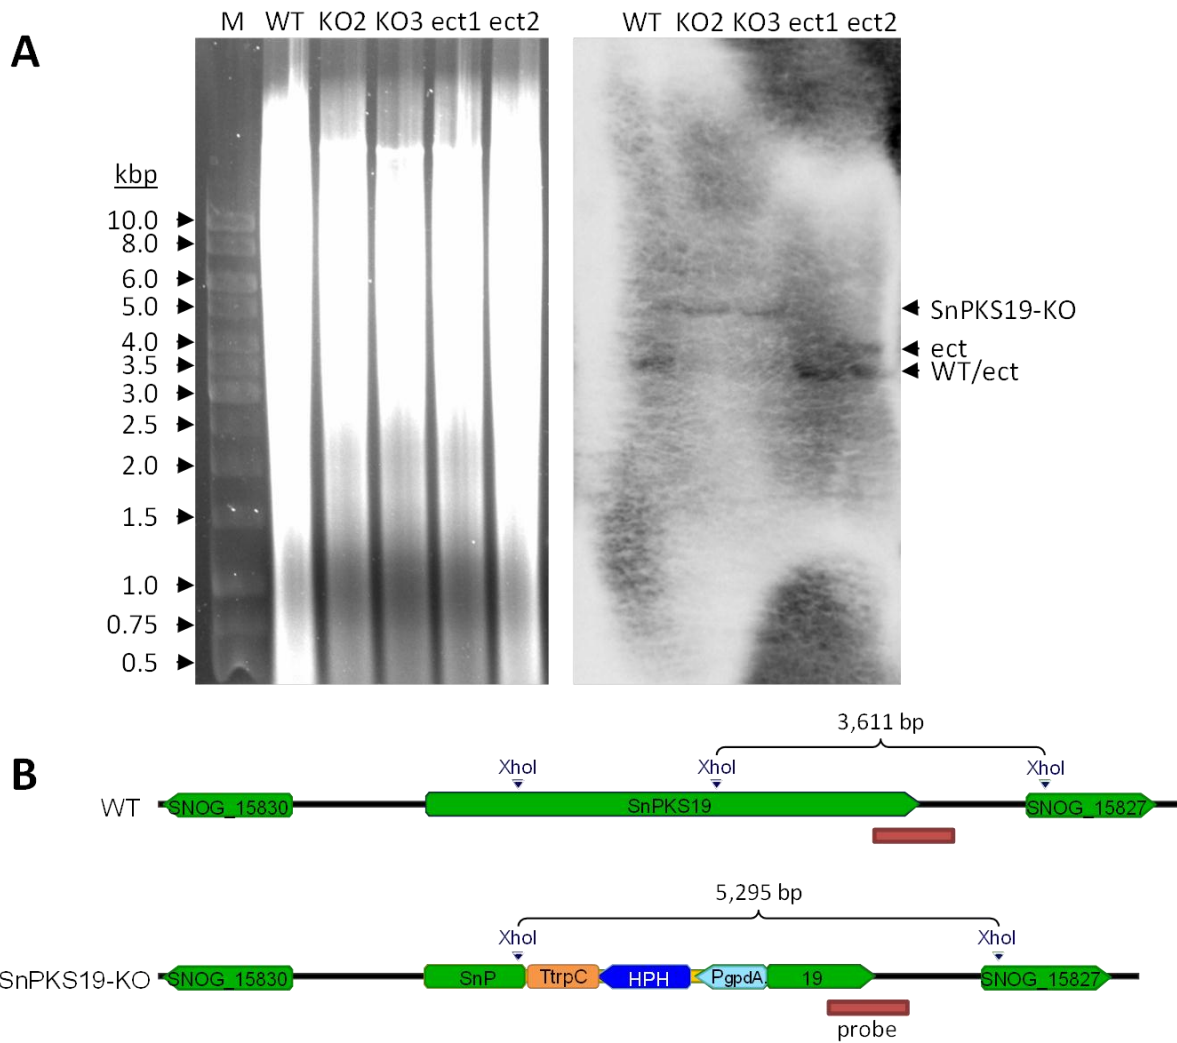 A
M WT KO2 KO3 ect1 ect2
WT KO2 KO3 ect1 ect2
kbp
10.0
8.0
6.0
5.0
4.0
3.5
3.0
2.5
2.0
1.5
1.0
0.75
0.5
SnPKS19-KO
ect
WT/ect
B
3,611 bp
XhoI XhoI XhoI
WT SNOG_15830 SnPKS19 SNOG_15827
5,295 bp
XhoI XhoI
SnPKS19-KO SNOG_15830 SnP TtrpC HPH PgpdA 19 SNOG_15827
probe